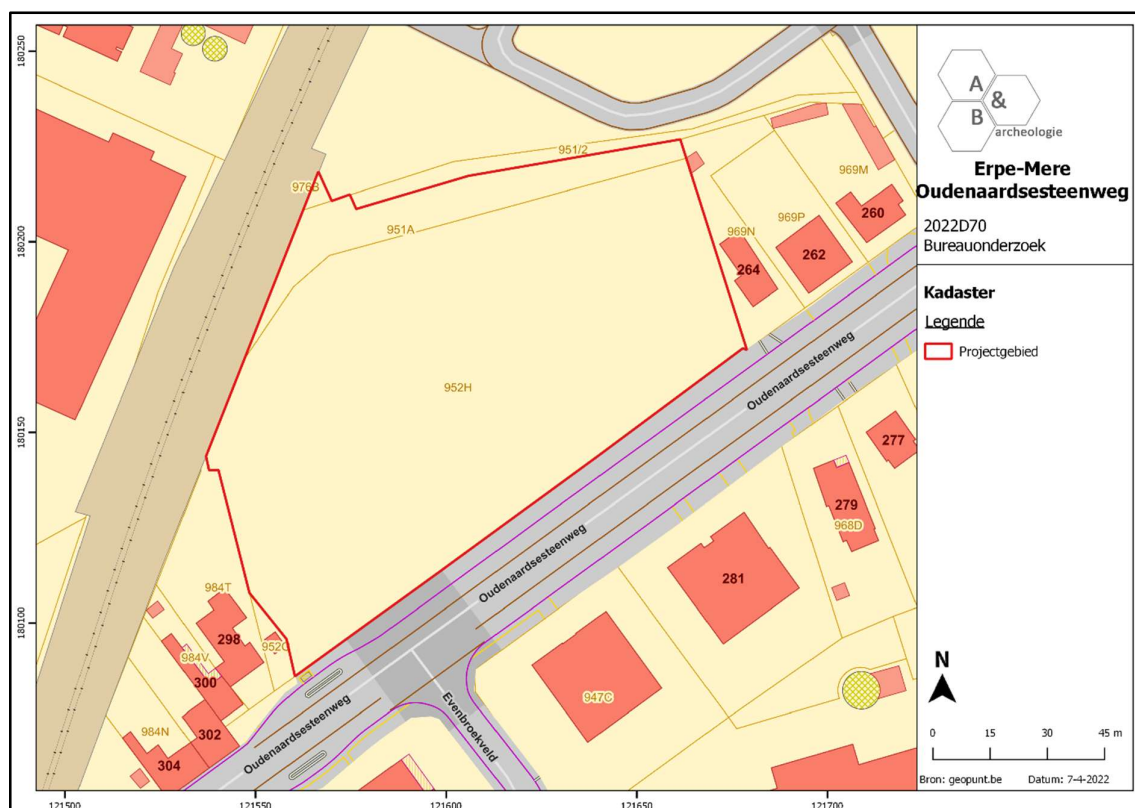 180250
180200
180150
180100
121500
121550
121600
121650
121700
951/2
976B
951A
969M
260
969P
262
969N
264
952H
Oudenaardsesteenweg
277
279
968D
281
Oudenaardsesteenweg
984T
298
952C
984V
300
947C
Evenbroekveld
984N
302
Oudenaardsesteenweg
304
A
&
B
archeologie
Erpe-Mere
Oudenaardsesteenweg
2022D70
Bureauonderzoek
Kadaster
Legende
Projectgebied
N
0 15 30 45 m
Bron: geopunt.be Datum: 7-4-2022